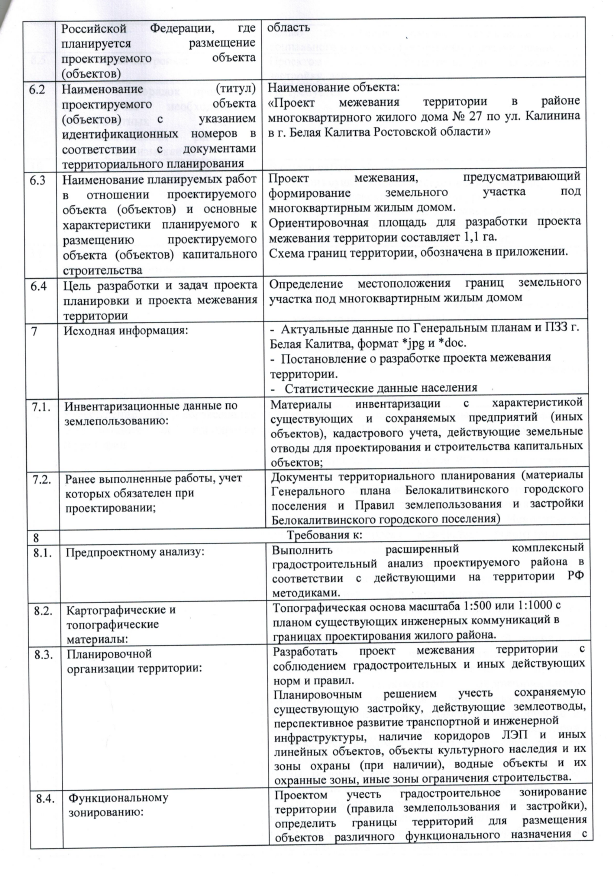 Российской Федерации, где
планируется размещение
проектируемого объекта
(объектов)
область
6.2
Наименование (титул)
проектируемого объекта
(объектов) с указанием
идентификационных номеров в
соответствии с документами
территориального планирования
Наименование объекта:
«Проект межевания территории в районе
многоквартирного жилого дома № 27 по ул. Калинина
в г. Белая Калитва Ростовской области»
6.3
Наименование планируемых работ
в отношении проектируемого
объекта (объектов) и основные
характеристики планируемого к
размещению проектируемого
объекта (объектов) капитального
строительства
Проект межевания, предусматривающий
формирование земельного участка под
многоквартирным жилым домом.
Ориентировочная площадь для разработки проекта
межевания территории составляет 1,1 га.
Схема границ территории, обозначена в приложении.
6.4
Цель разработки и задач проекта
планировки и проекта межевания
территории
Определение местоположения границ земельного
участка под многоквартирным жилым домом
7
Исходная информация:
- Актуальные данные по Генеральным планам и ПЗЗ г.
Белая Калитва, формат *jpg и *doc.
- Постановление о разработке проекта межевания
территории.
- Статистические данные населения
7.1.
Инвентаризационные данные по
землепользованию:
Материалы инвентаризации с характеристикой
существующих и сохраняемых предприятий (иных
объектов), кадастрового учета, действующие земельные
отводы для проектирования и строительства капитальных
объектов;
7.2.
Ранее выполненные работы, учет
которых обязателен при
проектировании;
Документы территориального планирования (материалы
Генерального плана Белокалитвинского городского
поселения и Правил землепользования и застройки
Белокалитвинского городского поселения)
8
Требования к:
8.1.
Предпроектному анализу:
Выполнить расширенный комплексный
градостроительный анализ проектируемого района в
соответствии с действующими на территории РФ
методиками.
8.2.
Картографические и
топографические
материалы:
Топографическая основа масштаба 1:500 или 1:1000 с
планом существующих инженерных коммуникаций в
границах проектирования жилого района.
8.3.
Планировочной
организации территории:
Разработать проект межевания территории с
соблюдением градостроительных и иных действующих
норм и правил.
Планировочным решением учесть сохраняемую
существующую застройку, действующие землеотводы,
перспективное развитие транспортной и инженерной
инфраструктуры, наличие коридоров ЛЭП и иных
линейных объектов, объекты культурного наследия и их
зоны охраны (при наличии), водные объекты и их
охранные зоны, иные зоны ограничения строительства.
8.4.
Функциональному
зонированию:
Проектом учесть градостроительное зонирование
территории (правила землепользования и застройки),
определить границы территорий для размещения
объектов различного функционального назначения с